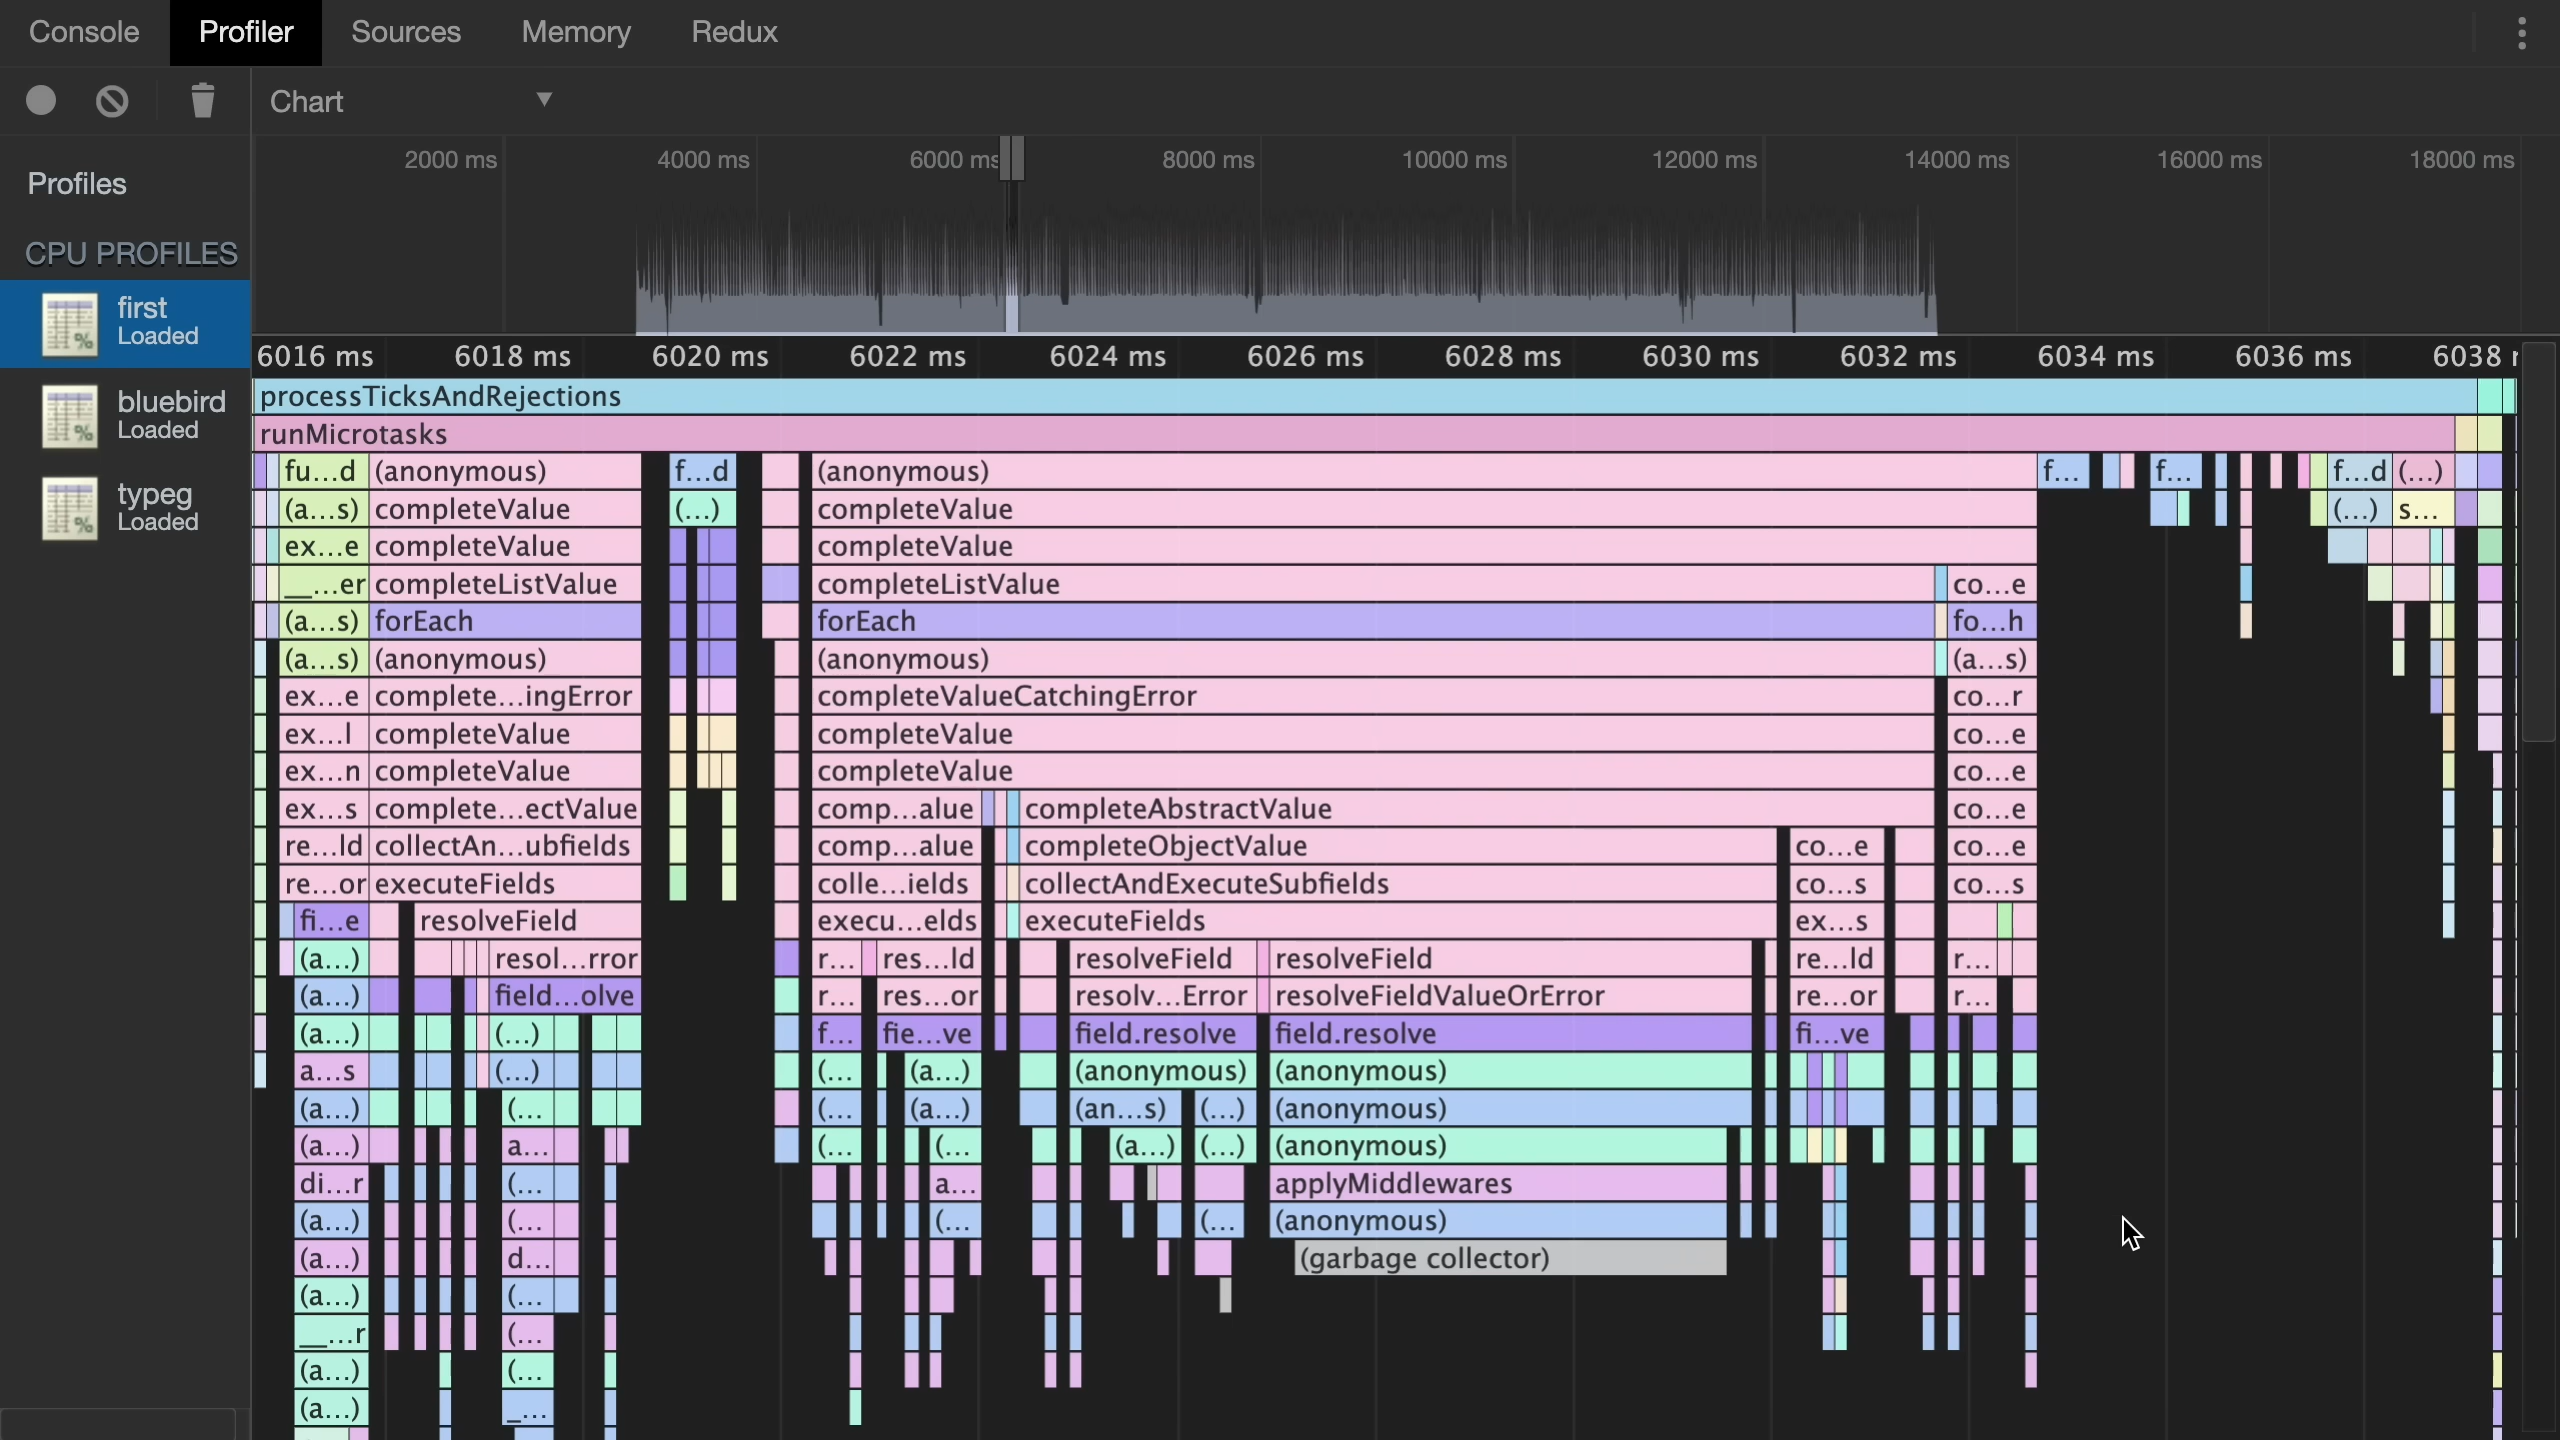 Console Profiler Sources Memory Redux
Chart ▼
2000 ms 4000 ms 6000 ms 8000 ms 10000 ms 12000 ms 14000 ms 16000 ms 18000 ms
Profiles
CPU PROFILES
first
Loaded
bluebird
Loaded
typeg
Loaded
6016 ms 6018 ms 6020 ms 6022 ms 6024 ms 6026 ms 6028 ms 6030 ms 6032 ms 6034 ms 6036 ms 6038
processTicksAndRejections
runMicrotasks
fu...d (anonymous) f...d (anonymous) f... f... f...d (...)
(a...s) completeValue (...) completeValue (...) s...
ex...e completeValue completeValue
__...er completeListValue completeListValue co...e
(a...s) forEach forEach fo...h
(a...s) (anonymous) (anonymous) (a...s)
ex...e complete...ingError completeValueCatchingError co...r
ex...l completeValue completeValue co...e
ex...n completeValue completeValue co...e
ex...s complete...ectValue comp...alue completeAbstractValue co...e
re...ld collectAn...ubfields comp...alue completeObjectValue co...e co...e
re...or executeFields colle...ields collectAndExecuteSubfields co...s co...s
fi...e resolveField execu...elds executeFields ex...s
(a...) resol...rror r... res...ld resolveField resolveField re...ld r...
(a...) field...olve r... res...or resolv...Error resolveFieldValueOrError re...or r...
(a...) (...) f... fie...ve field.resolve field.resolve fi...ve
a...s (...) (... (a...) (anonymous) (anonymous)
(a...) (... (... (a...) (an...s) (...) (anonymous)
(a...) a... (... (... (a...) (...) (anonymous)
di...r (... a... applyMiddlewares
(a...) (... (... (... (anonymous)
(a...) d... (garbage collector)
(a...) (...
__...r (...
(a...) (...
(a...) _...